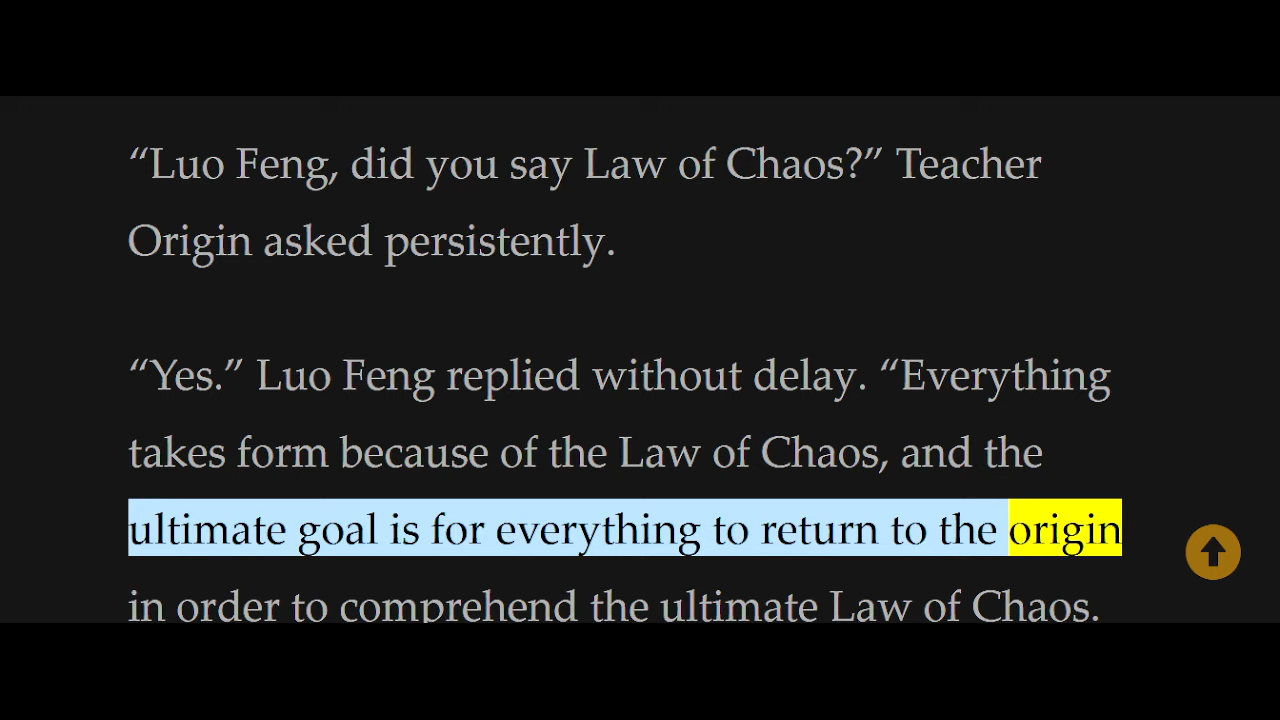 “Luo Feng, did you say Law of Chaos?” Teacher
Origin asked persistently.
“Yes.” Luo Feng replied without delay. “Everything
takes form because of the Law of Chaos, and the
ultimate goal is for everything to return to the origin
in order to comprehend the ultimate Law of Chaos.